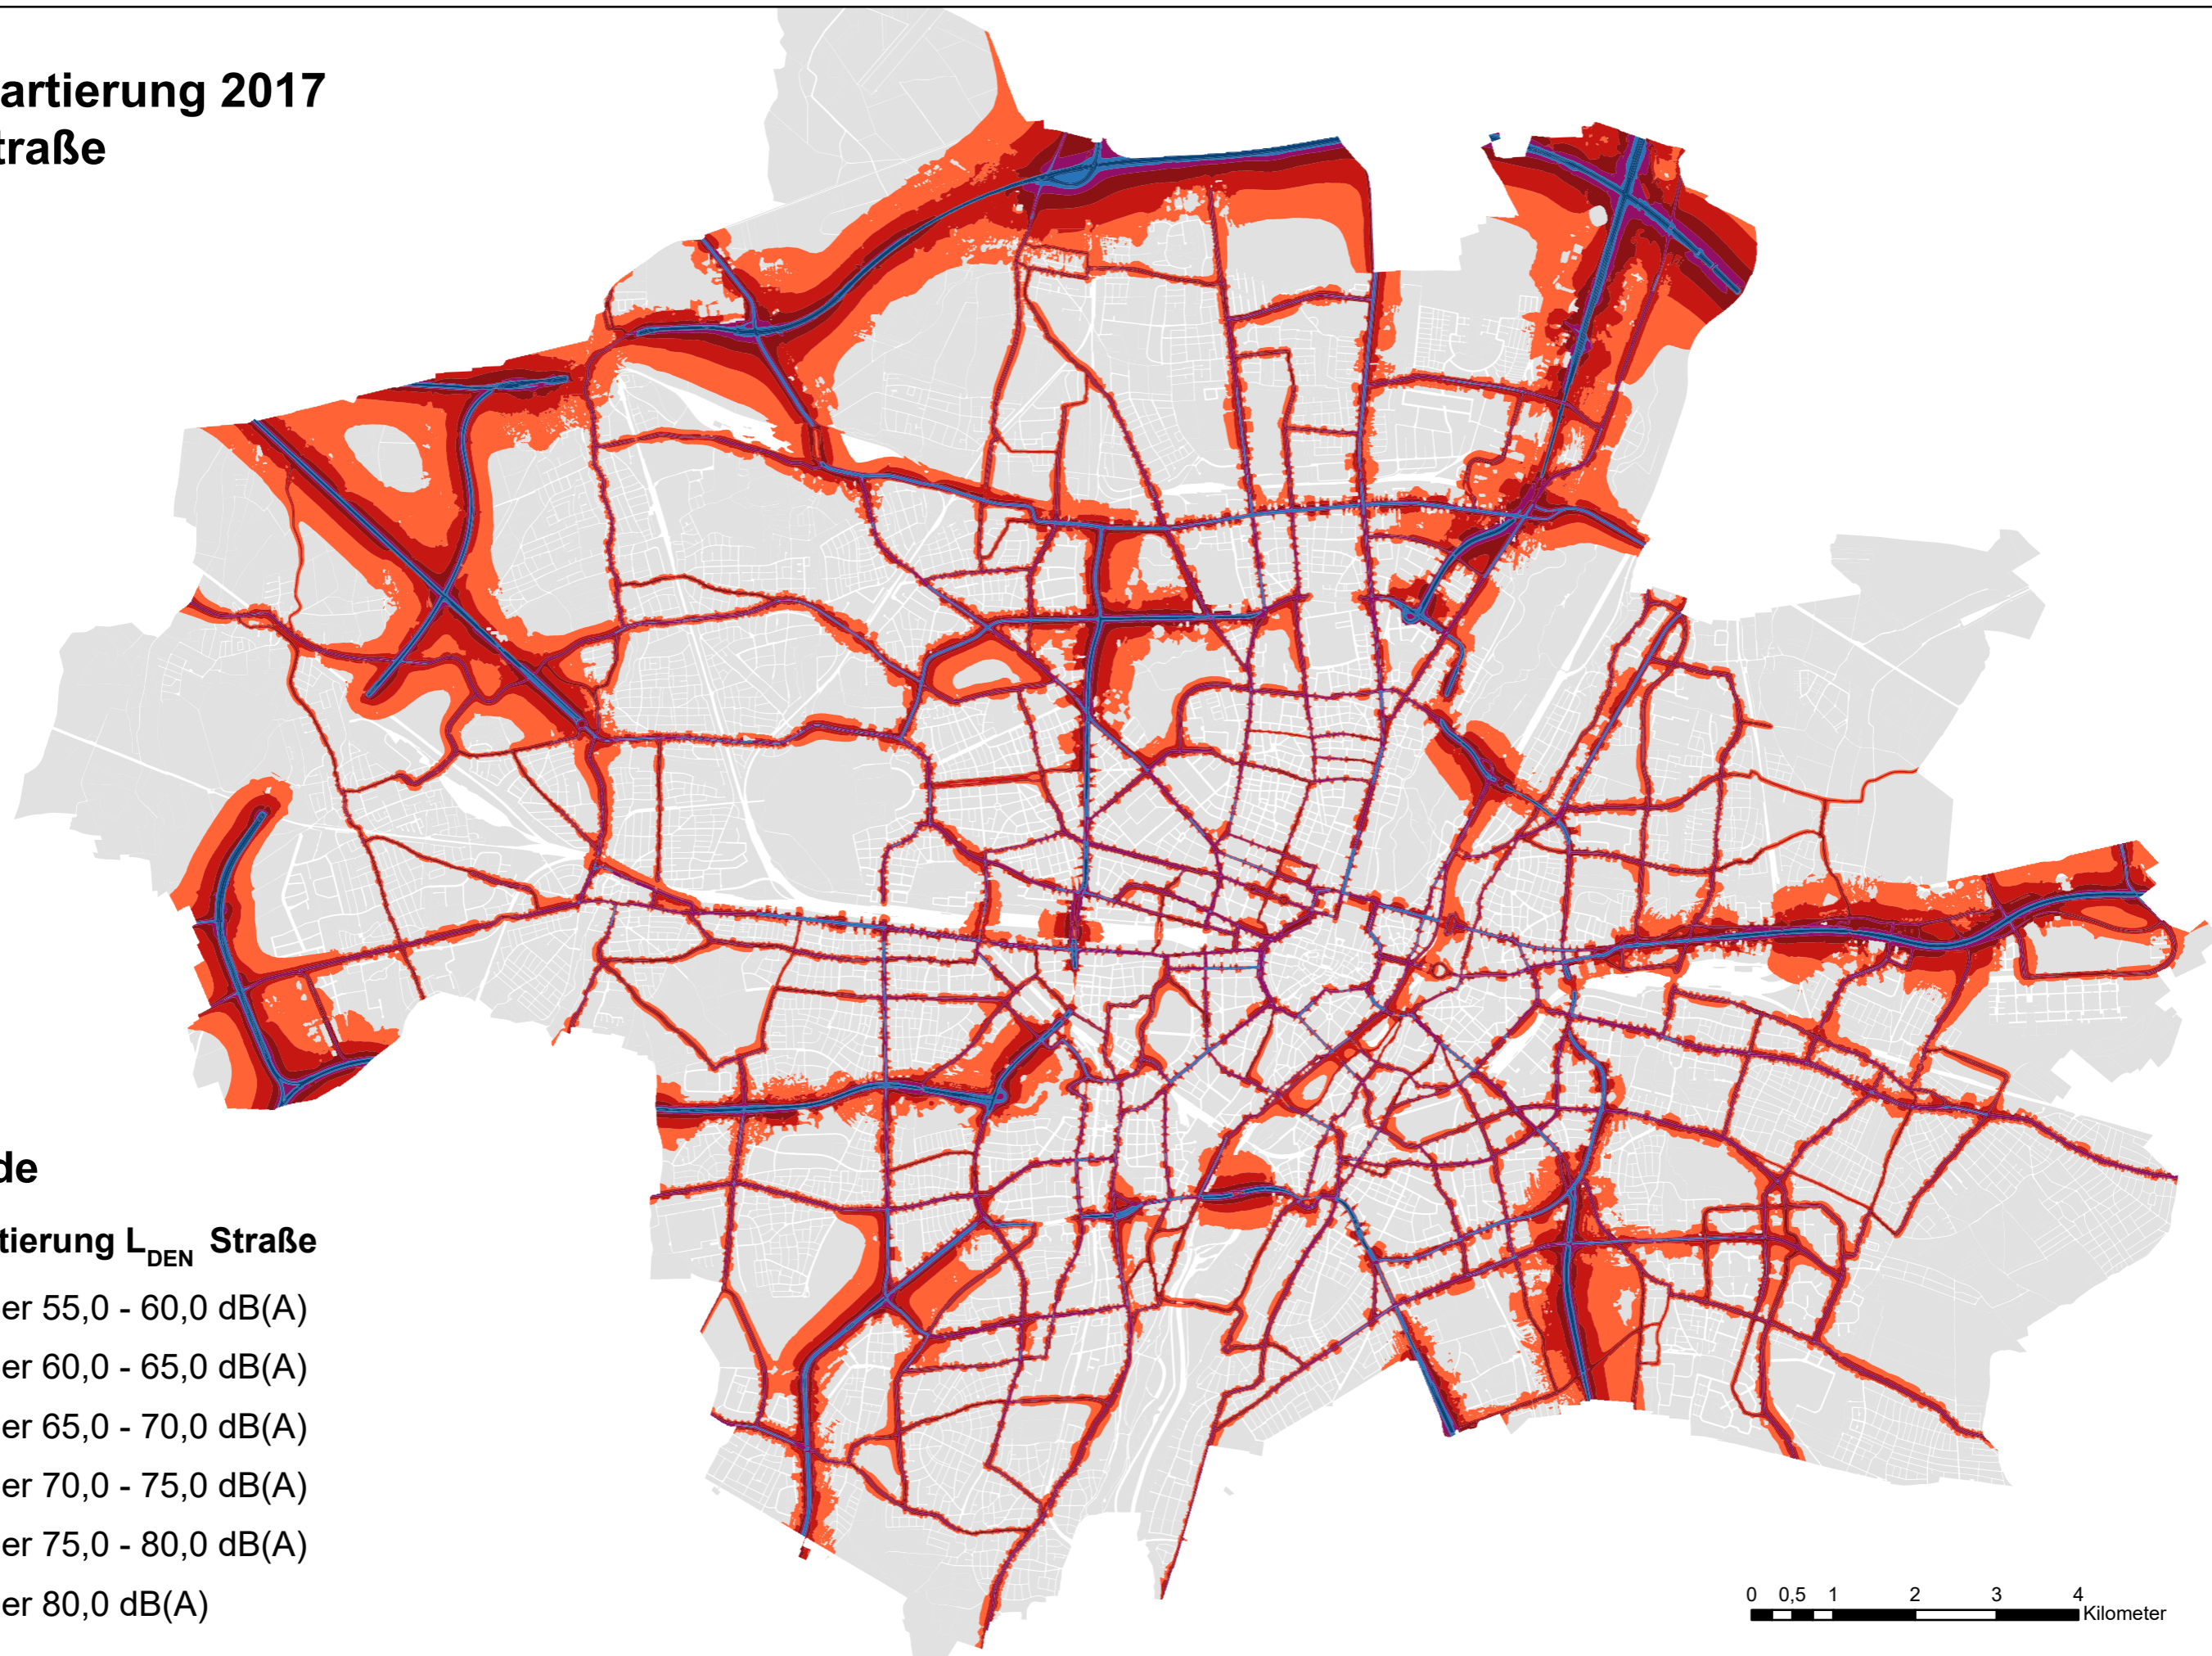 artierung 2017
traße
de
tierung LDEN Straße
er 55,0 - 60,0 dB(A)
er 60,0 - 65,0 dB(A)
er 65,0 - 70,0 dB(A)
er 70,0 - 75,0 dB(A)
er 75,0 - 80,0 dB(A)
er 80,0 dB(A)
0 0,5 1 2 3 4
Kilometer